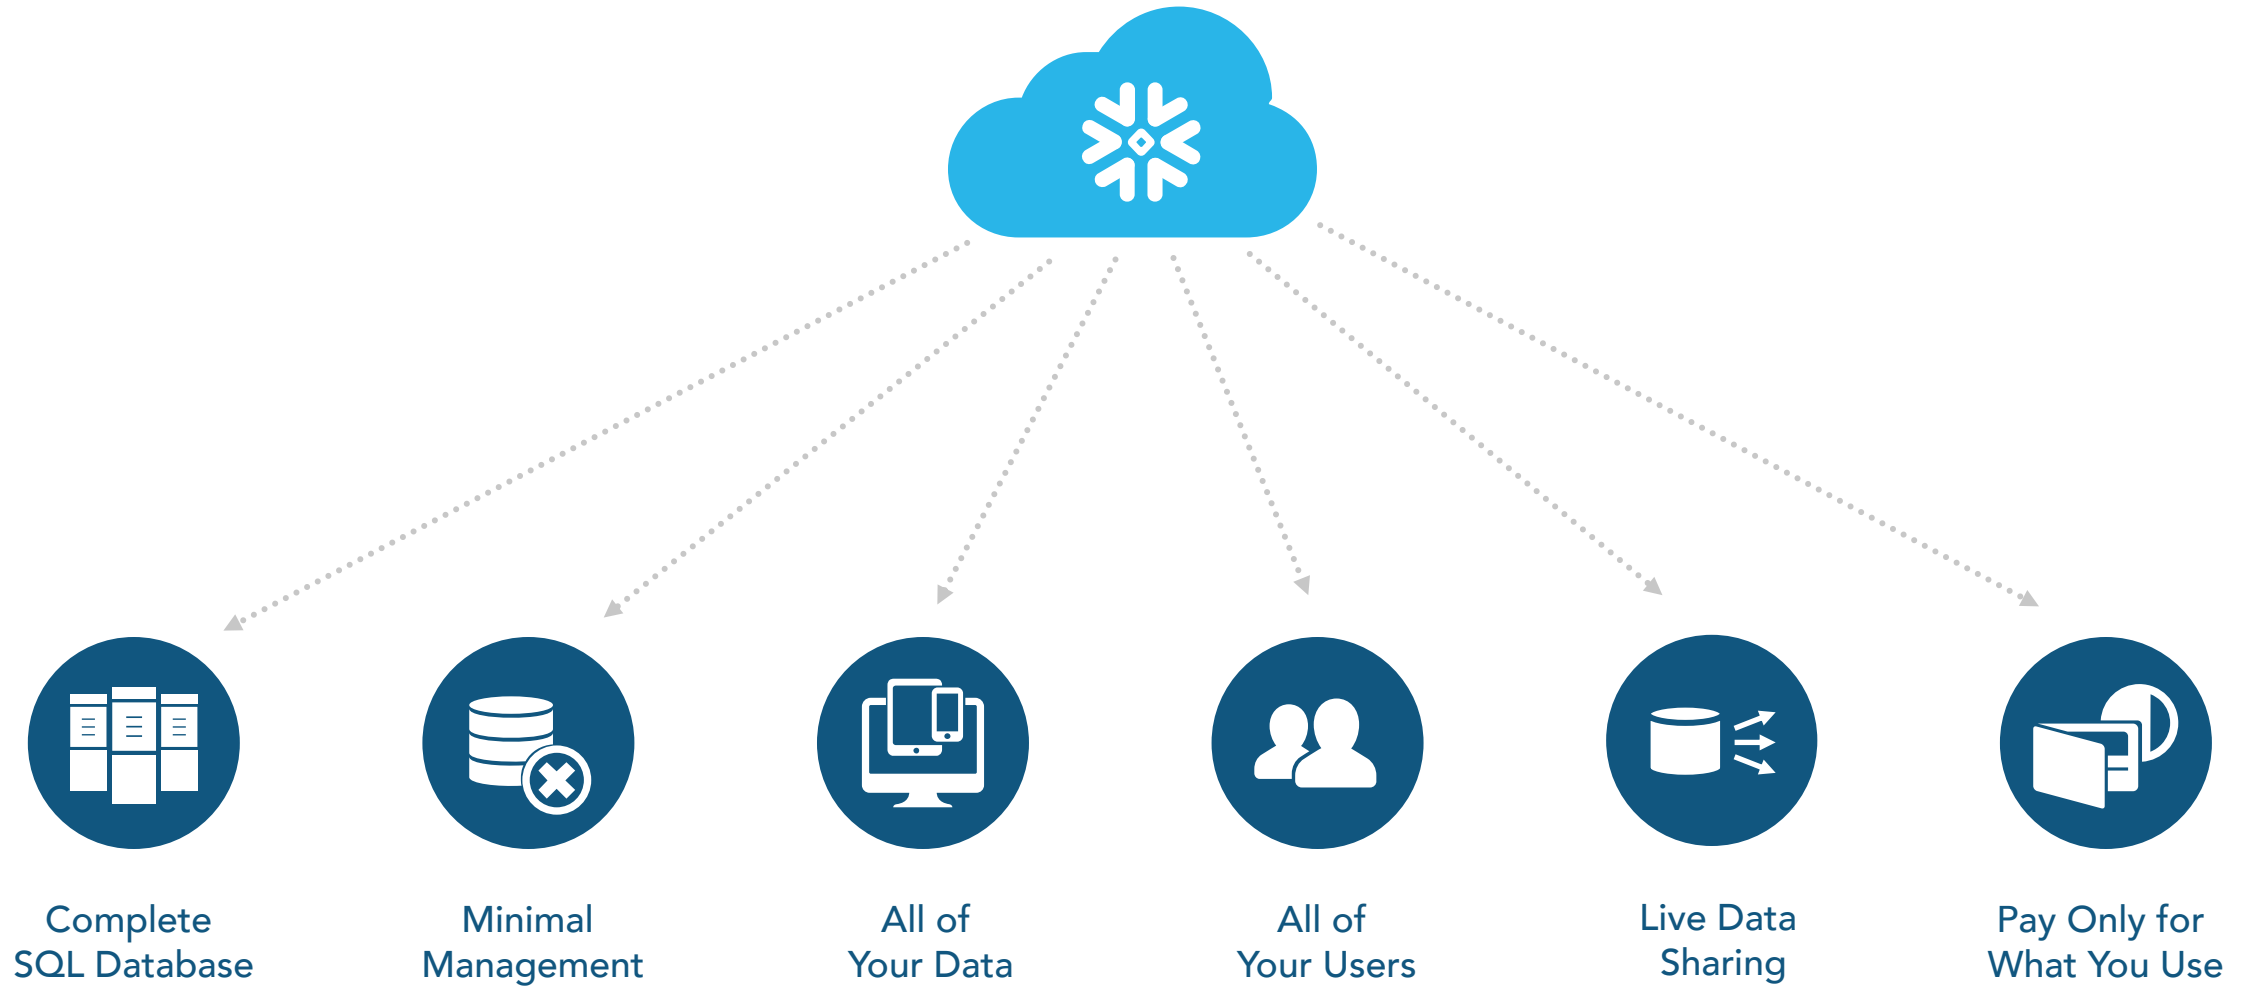 Complete
SQL Database
Minimal
Management
All of
Your Data
All of
Your Users
Live Data
Sharing
Pay Only for
What You Use